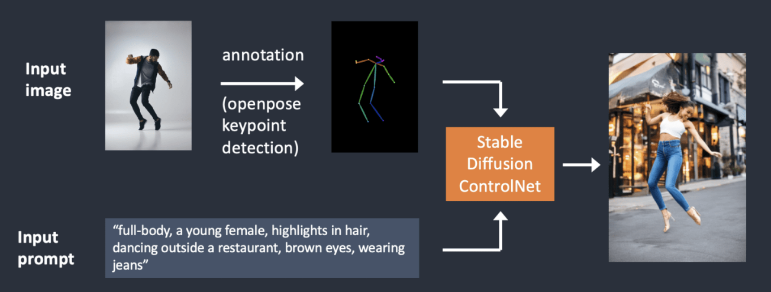 Input
image
annotation
(openpose
keypoint
detection)
Stable
Diffusion
ControlNet
Input
prompt
“full-body, a young female, highlights in hair,
dancing outside a restaurant, brown eyes, wearing
jeans”